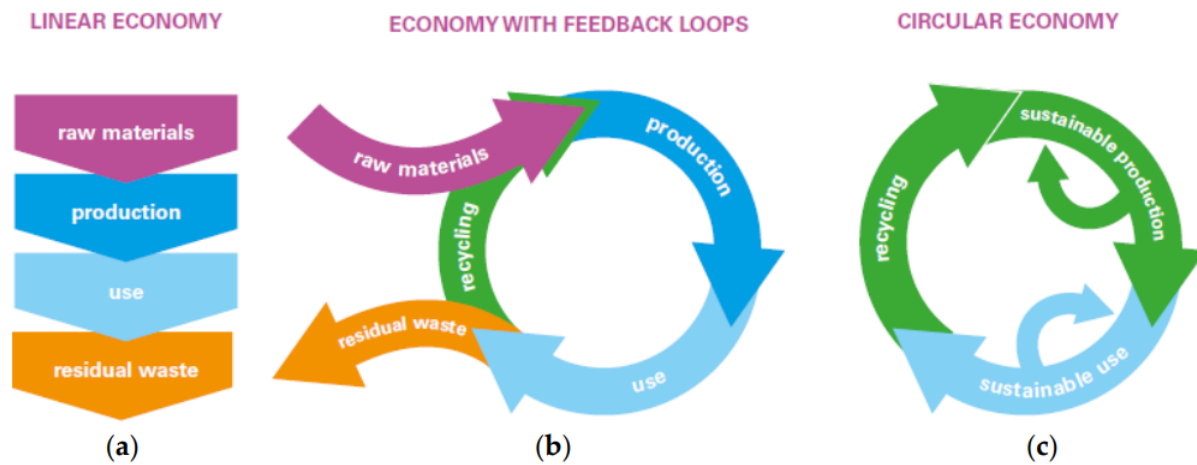 LINEAR ECONOMY
ECONOMY WITH FEEDBACK LOOPS
CIRCULAR ECONOMY
raw materials
production
use
residual waste
raw materials
production
recycling
residual waste
use
sustainable production
recycling
sustainable use
(a)
(b)
(c)